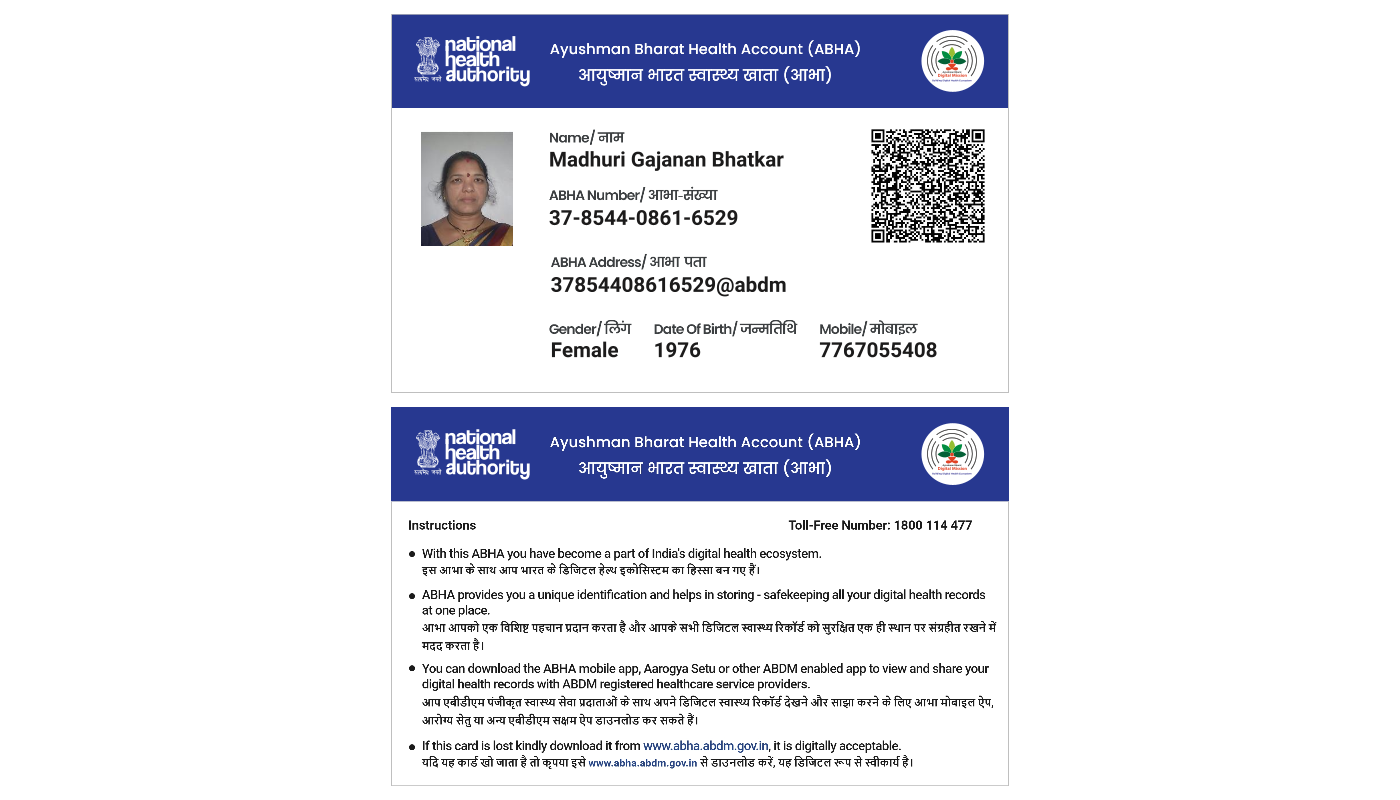 national
health
authority
सत्यमेव जयते
Ayushman Bharat Health Account (ABHA)
आयुष्मान भारत स्वास्थ्य खाता (आभा)
Digital Mission
Name/ नाम
Madhuri Gajanan Bhatkar
ABHA Number/ आभा-संख्या
37-8544-0861-6529
ABHA Address/ आभा पता
37854408616529@abdm
Gender/ लिंग Date Of Birth/ जन्मतिथि Mobile/ मोबाइल
Female 1976 7767055408
national
health
authority
सत्यमेव जयते
Ayushman Bharat Health Account (ABHA)
आयुष्मान भारत स्वास्थ्य खाता (आभा)
Digital Mission
Instructions Toll-Free Number: 1800 114 477
● With this ABHA you have become a part of India's digital health ecosystem.
इस आभा के साथ आप भारत के डिजिटल हेल्थ इकोसिस्टम का हिस्सा बन गए हैं।
● ABHA provides you a unique identification and helps in storing - safekeeping all your digital health records
at one place.
आभा आपको एक विशिष्ट पहचान प्रदान करता है और आपके सभी डिजिटल स्वास्थ्य रिकॉर्ड को सुरक्षित एक ही स्थान पर संग्रहीत रखने में
मदद करता है।
● You can download the ABHA mobile app, Aarogya Setu or other ABDM enabled app to view and share your
digital health records with ABDM registered healthcare service providers.
आप एबीडीएम पंजीकृत स्वास्थ्य सेवा प्रदाताओं के साथ अपने डिजिटल स्वास्थ्य रिकॉर्ड देखने और साझा करने के लिए आभा मोबाइल ऐप,
आरोग्य सेतु या अन्य एबीडीएम सक्षम ऐप डाउनलोड कर सकते हैं।
● If this card is lost kindly download it from www.abha.abdm.gov.in, it is digitally acceptable.
यदि यह कार्ड खो जाता है तो कृपया इसे www.abha.abdm.gov.in से डाउनलोड करें, यह डिजिटल रूप से स्वीकार्य है।